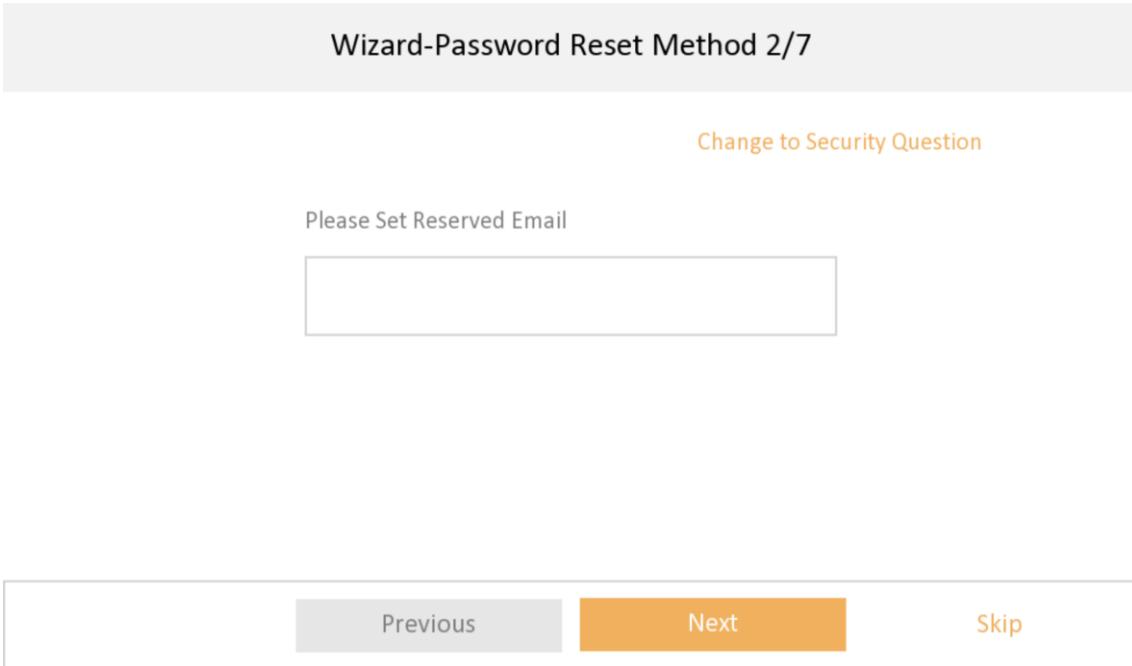 Wizard-Password Reset Method 2/7
Change to Security Question
Please Set Reserved Email
Previous
Next
Skip